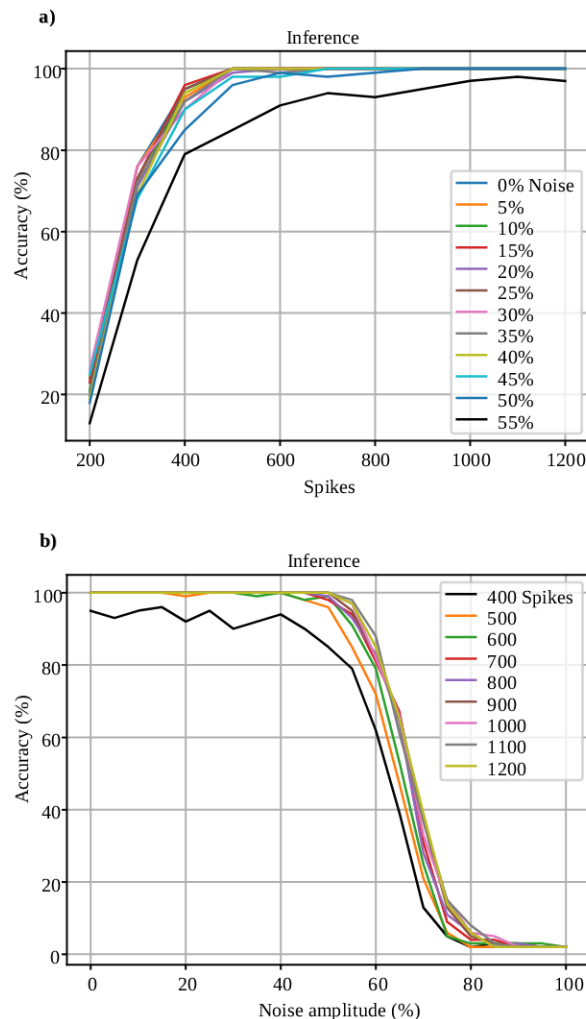 a)
Inference
Accuracy (%)
100
80
60
40
20
0% Noise
5%
10%
15%
20%
25%
30%
35%
40%
45%
50%
55%
200 400 600 800 1000 1200
Spikes
b)
Inference
Accuracy (%)
100
80
60
40
20
0
400 Spikes
500
600
700
800
900
1000
1100
1200
0 20 40 60 80 100
Noise amplitude (%)